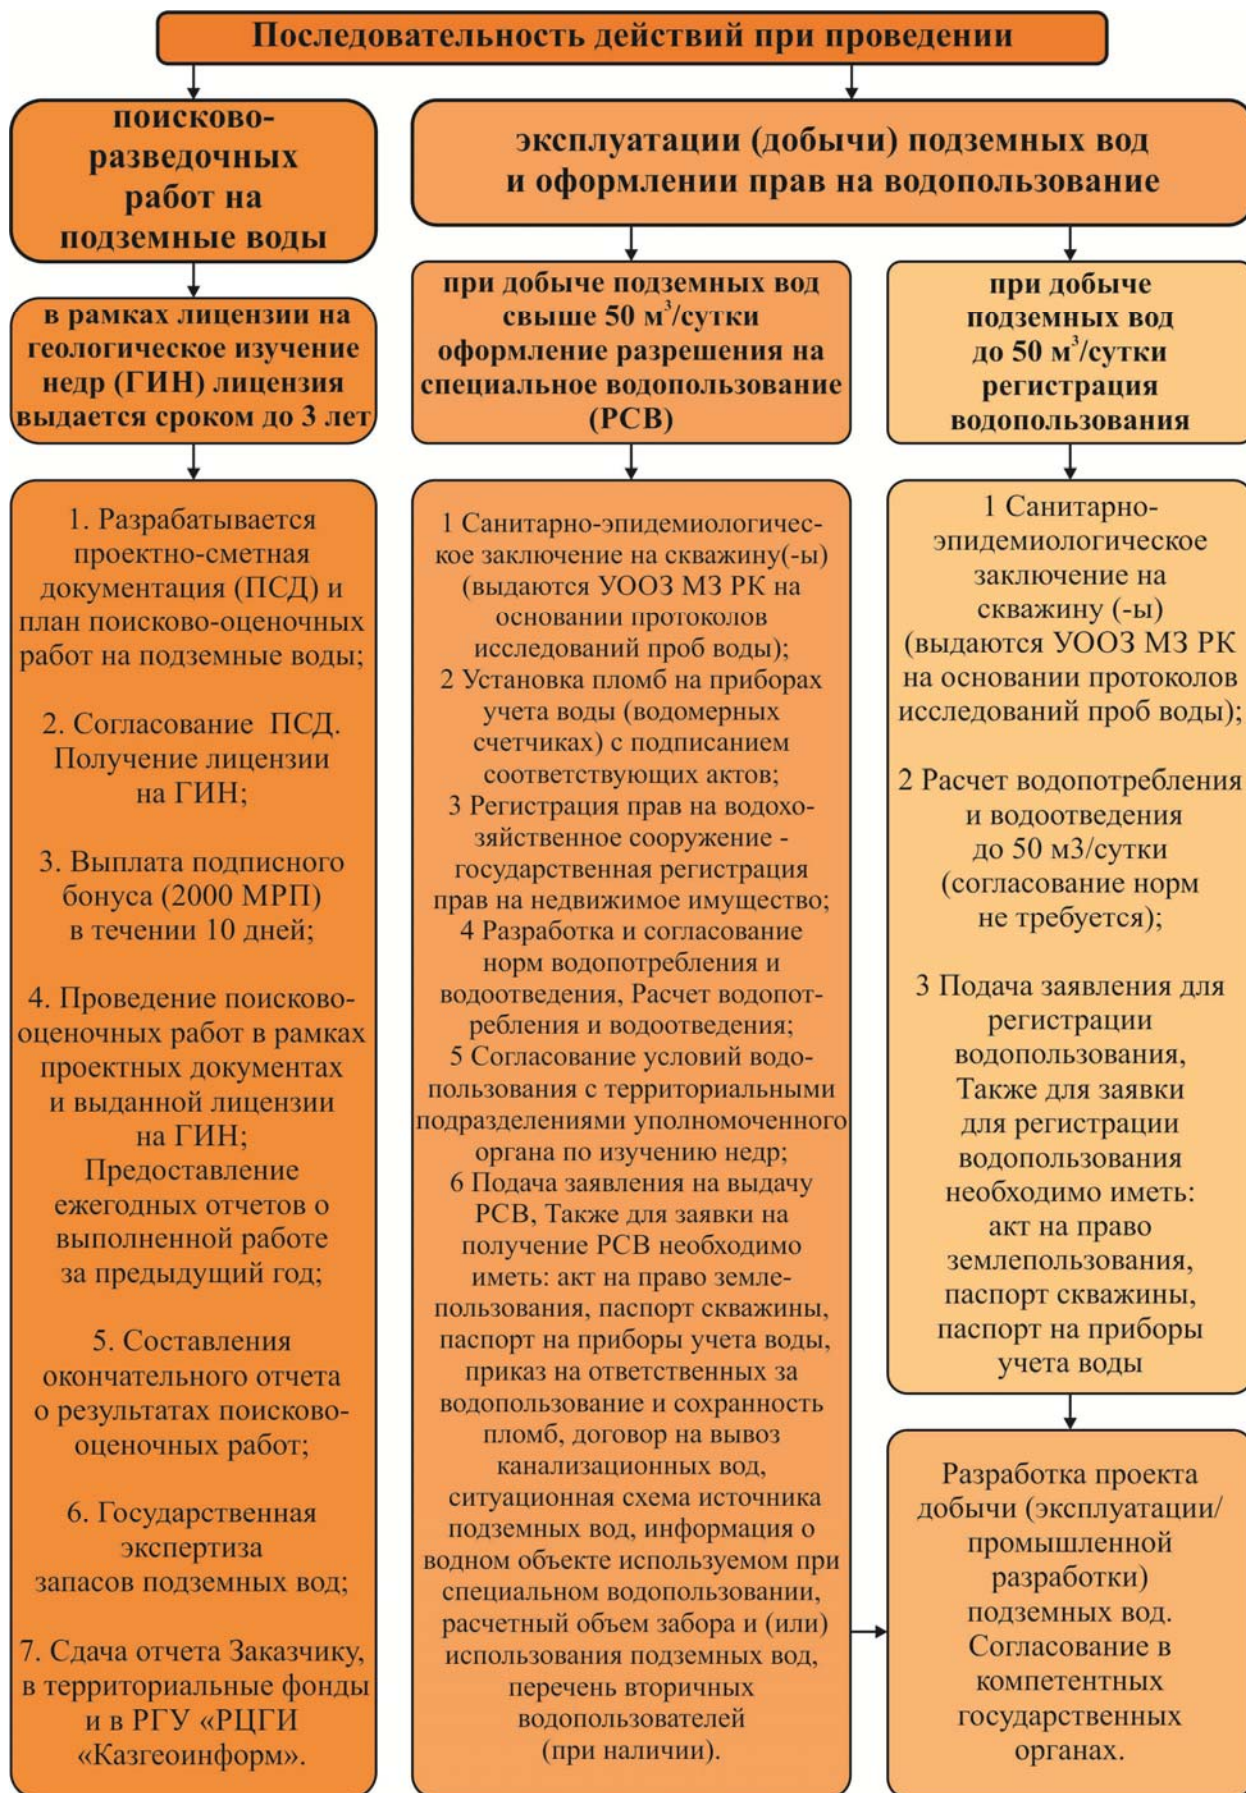 Последовательность действий при проведении
поисково-
разведочных
работ на
подземные воды
эксплуатации (добычи) подземных вод
и оформлении прав на водопользование
в рамках лицензии на
геологическое изучение
недр (ГИН) лицензия
выдается сроком до 3 лет
при добыче подземных вод
свыше 50 м³/сутки
оформление разрешения на
специальное водопользование
(РСВ)
при добыче
подземных вод
до 50 м³/сутки
регистрация
водопользования
1. Разрабатывается
проектно-сметная
документация (ПСД) и
план поисково-оценочных
работ на подземные воды;
2. Согласование ПСД.
Получение лицензии
на ГИН;
3. Выплата подписного
бонуса (2000 МРП)
в течении 10 дней;
4. Проведение поисково-
оценочных работ в рамках
проектных документах
и выданной лицензии
на ГИН;
Предоставление
ежегодных отчетов о
выполненной работе
за предыдущий год;
5. Составления
окончательного отчета
о результатах поисково-
оценочных работ;
6. Государственная
экспертиза
запасов подземных вод;
7. Сдача отчета Заказчику,
в территориальные фонды
и в РГУ «РЦГИ
«Казгеоинформ».
1 Санитарно-эпидемиологичес-
кое заключение на скважину(-ы)
(выдаются УООЗ МЗ РК на
основании протоколов
исследований проб воды);
2 Установка пломб на приборах
учета воды (водомерных
счетчиках) с подписанием
соответствующих актов;
3 Регистрация прав на водохо-
зяйственное сооружение -
государственная регистрация
прав на недвижимое имущество;
4 Разработка и согласование
норм водопотребления и
водоотведения, Расчет водопот-
ребления и водоотведения;
5 Согласование условий водо-
пользования с территориальными
подразделениями уполномоченного
органа по изучению недр;
6 Подача заявления на выдачу
РСВ, Также для заявки на
получение РСВ необходимо
иметь: акт на право земле-
пользования, паспорт скважины,
паспорт на приборы учета воды,
приказ на ответственных за
водопользование и сохранность
пломб, договор на вывоз
канализационных вод,
ситуационная схема источника
подземных вод, информация о
водном объекте используемом при
специальном водопользовании,
расчетный объем забора и (или)
использования подземных вод,
перечень вторичных
водопользователей
(при наличии).
1 Санитарно-
эпидемиологическое
заключение на
скважину (-ы)
(выдаются УООЗ МЗ РК
на основании протоколов
исследований проб воды);
2 Расчет водопотребления
и водоотведения
до 50 м3/сутки
(согласование норм
не требуется);
3 Подача заявления для
регистрации
водопользования,
Также для заявки
для регистрации
водопользования
необходимо иметь:
акт на право
землепользования,
паспорт скважины,
паспорт на приборы
учета воды
Разработка проекта
добычи (эксплуатации/
промышленной
разработки)
подземных вод.
Согласование в
компетентных
государственных
органах.